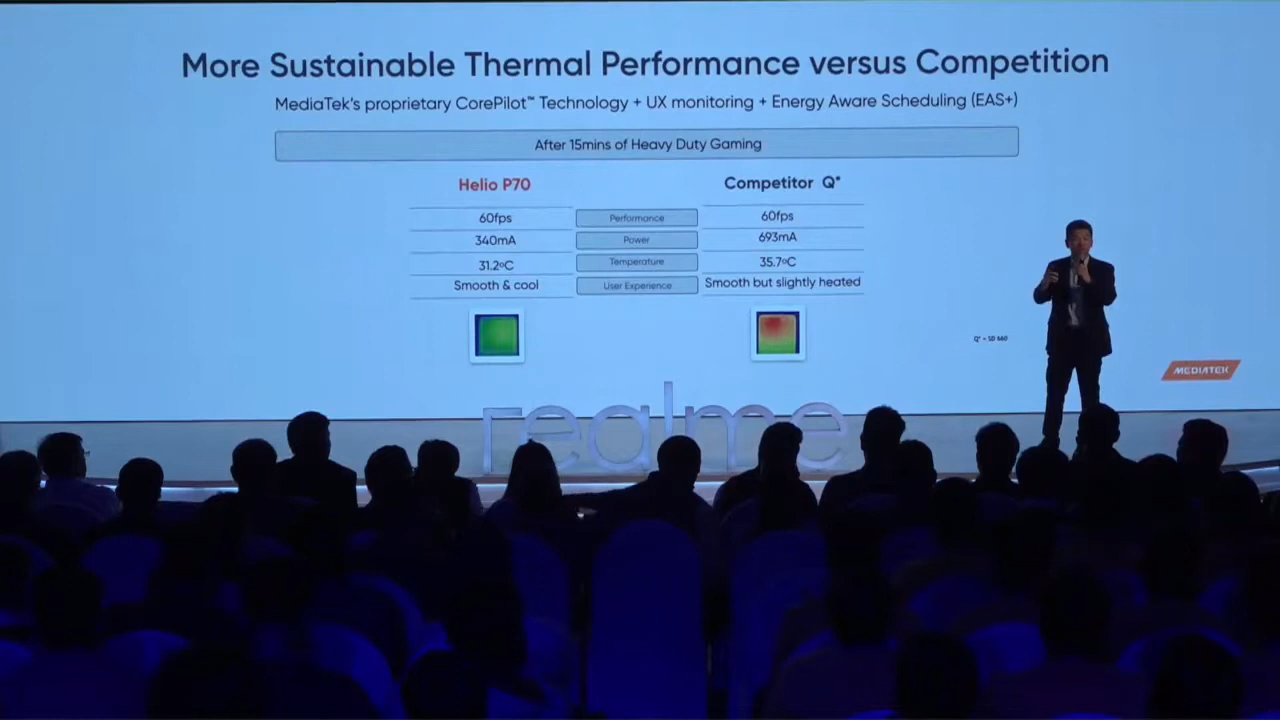 More Sustainable Thermal Performance versus Competition
MediaTek's proprietary CorePilot™ Technology + UX monitoring + Energy Aware Scheduling (EAS+)
After 15mins of Heavy Duty Gaming
Helio P70 Competitor Q*
60fps Performance 60fps
340mA Power 693mA
31.2ºC Temperature 35.7ºC
Smooth & cool User Experience Smooth but slightly heated
Q* = SD 660
MEDIATEK
realme